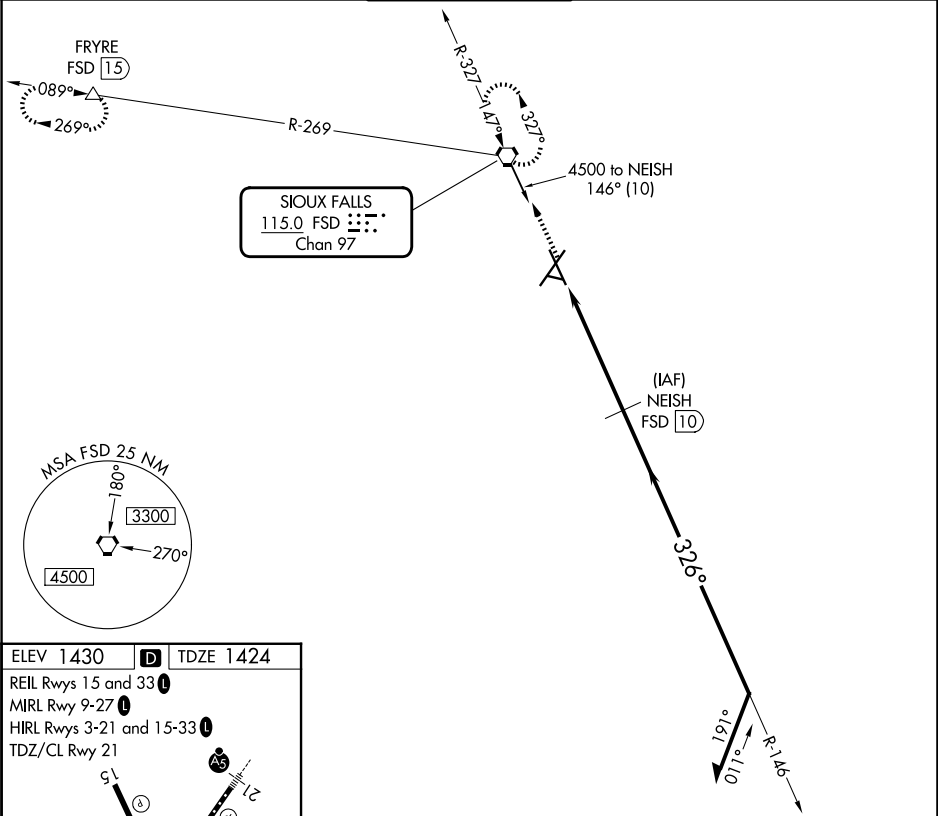 FRYRE
FSD 15
089°
269°
R-269
R-327
147°
327°
4500 to NEISH
146° (10)
SIOUX FALLS
115.0 FSD
Chan 97
(IAF)
NEISH
FSD 10
326°
191°
011°
R-146
MSA FSD 25 NM
180°
3300
270°
4500
ELEV 1430 D TDZE 1424
REIL Rwys 15 and 33 L
MIRL Rwy 9-27 L
HIRL Rwys 3-21 and 15-33 L
TDZ/CL Rwy 21
A5
15
21
P